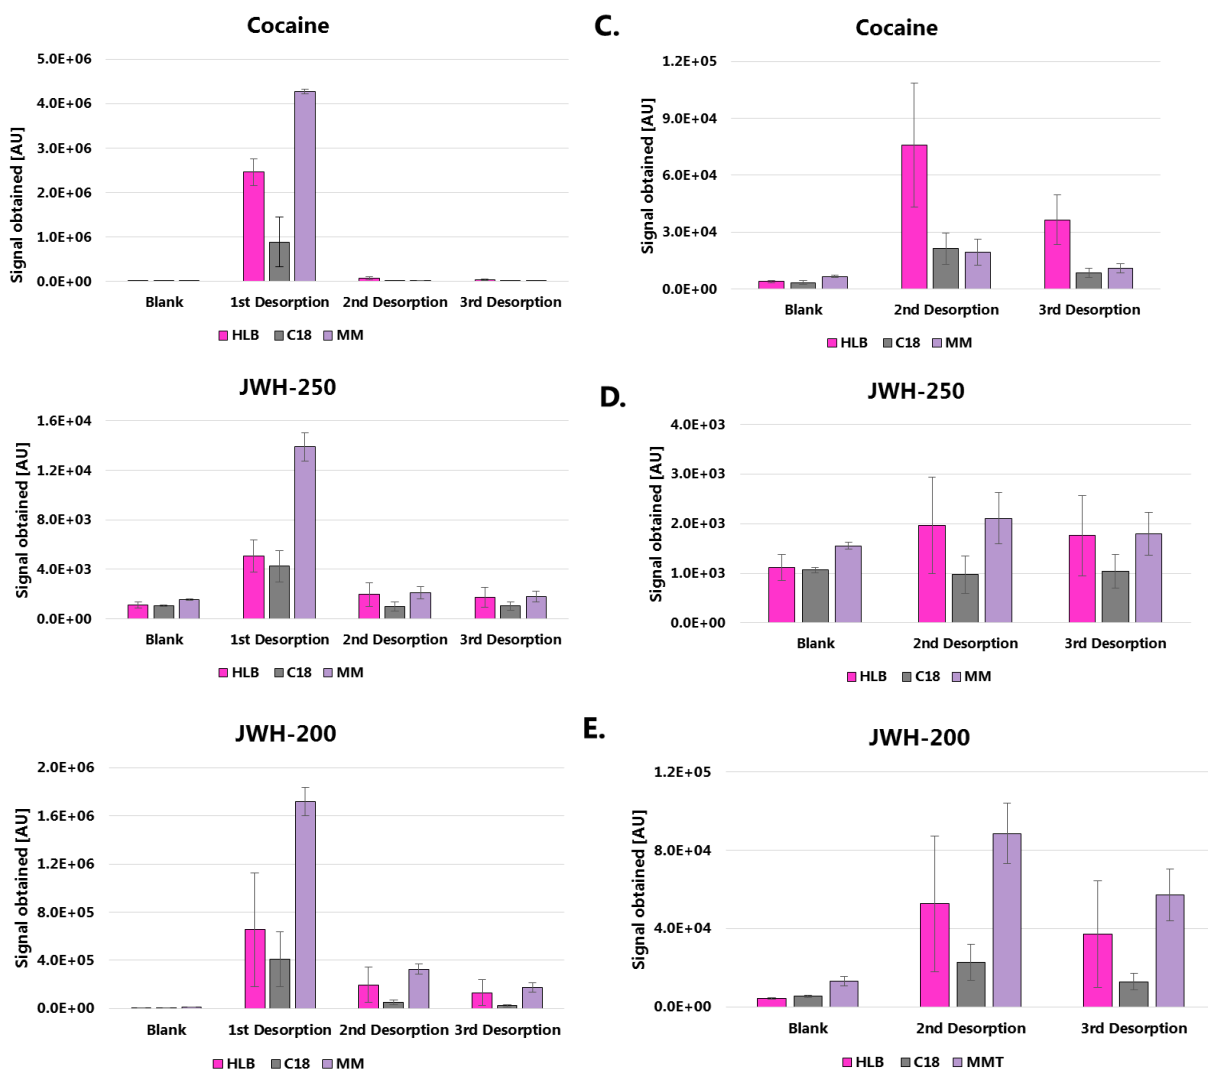 Cocaine
Signal obtained [AU]
5.0E+06
4.0E+06
3.0E+06
2.0E+06
1.0E+06
0.0E+00
Blank 1st Desorption 2nd Desorption 3rd Desorption
HLB C18 MM
C.
Cocaine
Signal obtained [AU]
1.2E+05
9.0E+04
6.0E+04
3.0E+04
0.0E+00
Blank 2nd Desorption 3rd Desorption
HLB C18 MM
JWH-250
Signal obtained [AU]
1.6E+04
1.2E+04
8.0E+03
4.0E+03
0.0E+00
Blank 1st Desorption 2nd Desorption 3rd Desorption
HLB C18 MM
D.
JWH-250
Signal obtained [AU]
4.0E+03
3.0E+03
2.0E+03
1.0E+03
0.0E+00
Blank 2nd Desorption 3rd Desorption
HLB C18 MM
JWH-200
Signal obtained [AU]
2.0E+06
1.6E+06
1.2E+06
8.0E+05
4.0E+05
0.0E+00
Blank 1st Desorption 2nd Desorption 3rd Desorption
HLB C18 MM
E.
JWH-200
Signal obtained [AU]
1.2E+05
8.0E+04
4.0E+04
0.0E+00
Blank 2nd Desorption 3rd Desorption
HLB C18 MMT